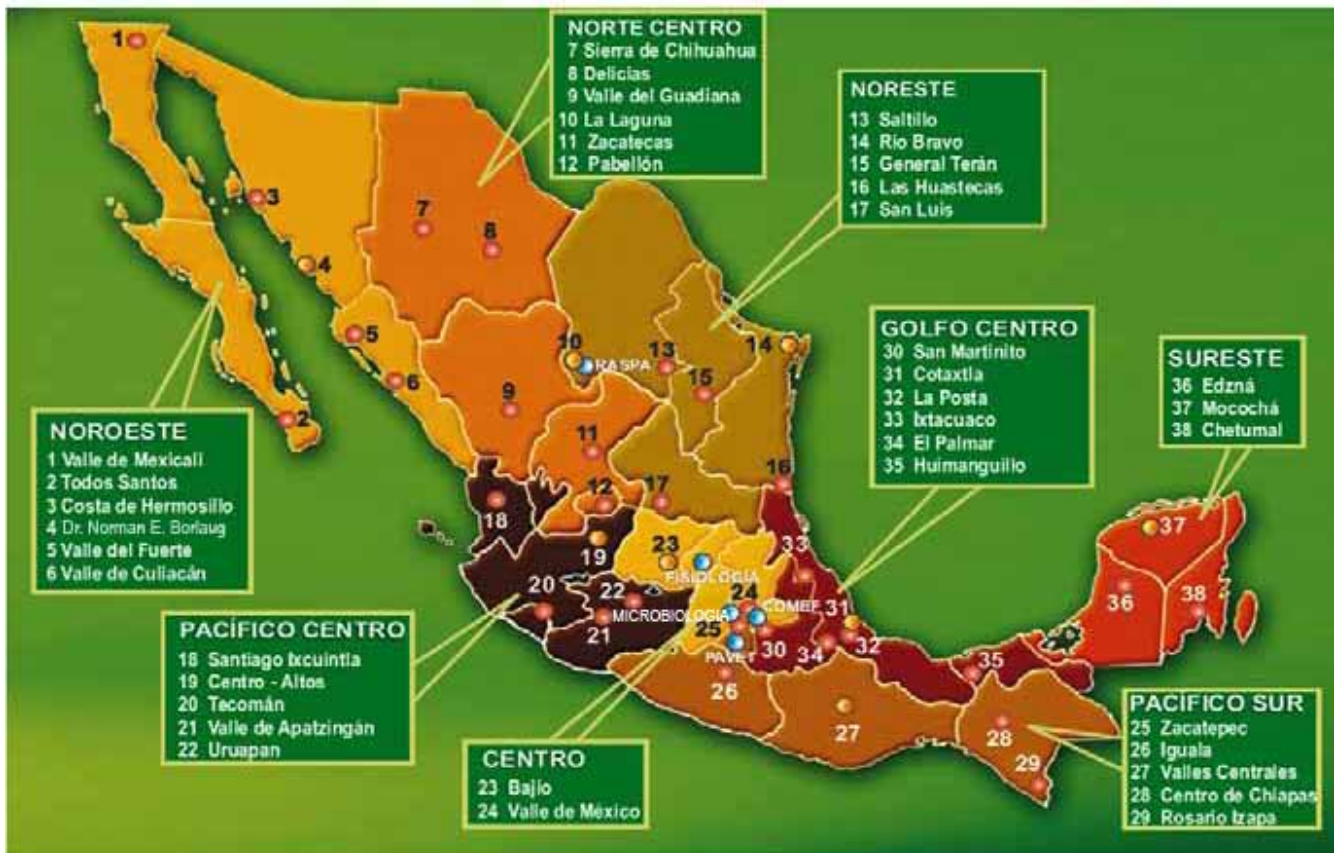 NORTE CENTRO
7 Sierra de Chihuahua
8 Delicias
9 Valle del Guadiana
10 La Laguna
11 Zacatecas
12 Pabellón
NORESTE
13 Saltillo
14 Río Bravo
15 General Terán
16 Las Huastecas
17 San Luis
GOLFO CENTRO
30 San Martinito
31 Cotaxtla
32 La Posta
33 Ixtacuaco
34 El Palmar
35 Huimanguillo
SURESTE
36 Edzná
37 Mocochá
38 Chetumal
NOROESTE
1 Valle de Mexicali
2 Todos Santos
3 Costa de Hermosillo
4 Dr. Norman E. Borlaug
5 Valle del Fuerte
6 Valle de Culiacán
PACÍFICO CENTRO
18 Santiago Ixcuintla
19 Centro - Altos
20 Tecomán
21 Valle de Apatzingán
22 Uruapan
CENTRO
23 Bajío
24 Valle de México
PACÍFICO SUR
25 Zacatepec
26 Iguala
27 Valles Centrales
28 Centro de Chiapas
29 Rosario Izapa
1
3
7
8
4
5
10
RASPA
13
14
6
15
9
2
11
16
12
17
18
19
23
33
37
FISIOLOGÍA
20
22
24
MICROBIOLOGÍA
COMEF
31
36
38
21
25
30
34
32
PAVET
35
26
27
28
29